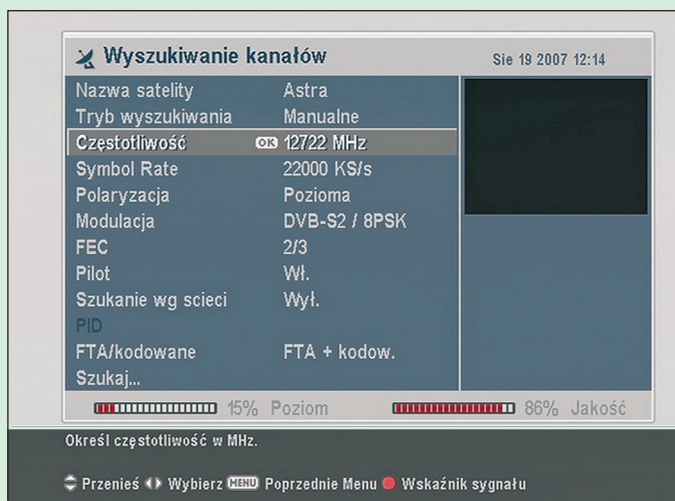 Wyszukiwanie kanałów Sie 19 2007 12:14
Nazwa satelity Astra
Tryb wyszukiwania Manualne
Częstotliwość OK 12722 MHz
Symbol Rate 22000 KS/s
Polaryzacja Pozioma
Modulacja DVB-S2 / 8PSK
FEC 2/3
Pilot Wł.
Szukanie wg scieci Wył.
PID
FTA/kodowane FTA + kodow.
Szukaj...
15% Poziom 86% Jakość
Określ częstotliwość w MHz.
Przenieś Wybierz MENU Poprzednie Menu Wskaźnik sygnału